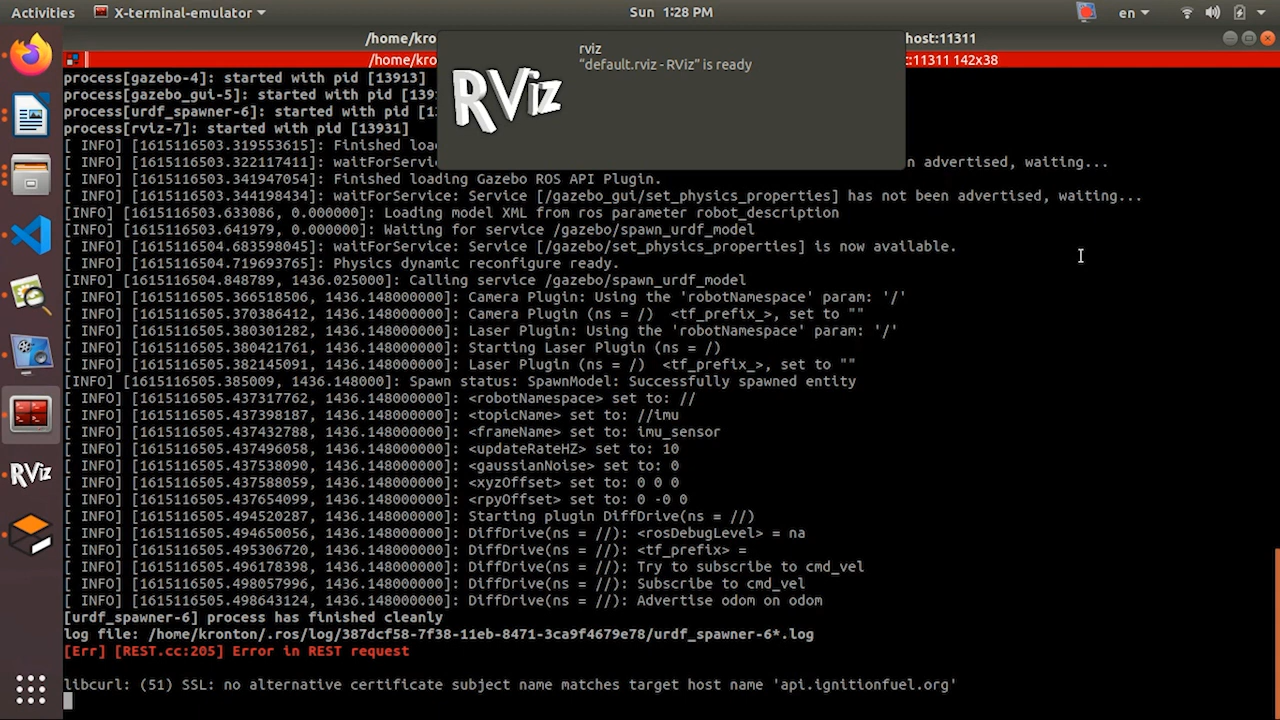 Activities X-terminal-emulator Sun 1:28 PM en
/home/kro host:11311
/home/kro c:11311 142x38
rviz
“default.rviz - RViz” is ready
RViz
process[gazebo-4]: started with pid [13913]
process[gazebo_gui-5]: started with pid [139
process[urdf_spawner-6]: started with pid [1
process[rviz-7]: started with pid [13931]
[ INFO] [1615116503.319553615]: Finished loa
[ INFO] [1615116503.322117411]: waitForServic n advertised, waiting...
[ INFO] [1615116503.341947054]: Finished loading Gazebo ROS API Plugin.
[ INFO] [1615116503.344198434]: waitForService: Service [/gazebo_gui/set_physics_properties] has not been advertised, waiting...
[INFO] [1615116503.633086, 0.000000]: Loading model XML from ros parameter robot_description
[INFO] [1615116503.641979, 0.000000]: Waiting for service /gazebo/spawn_urdf_model
[ INFO] [1615116504.683598045]: waitForService: Service [/gazebo/set_physics_properties] is now available.
[ INFO] [1615116504.719693765]: Physics dynamic reconfigure ready.
[INFO] [1615116504.848789, 1436.025000]: Calling service /gazebo/spawn_urdf_model
[ INFO] [1615116505.366518506, 1436.148000000]: Camera Plugin: Using the 'robotNamespace' param: '/'
[ INFO] [1615116505.370386412, 1436.148000000]: Camera Plugin (ns = /)  <tf_prefix_>, set to ""
[ INFO] [1615116505.380301282, 1436.148000000]: Laser Plugin: Using the 'robotNamespace' param: '/'
[ INFO] [1615116505.380421761, 1436.148000000]: Starting Laser Plugin (ns = /)
[ INFO] [1615116505.382145091, 1436.148000000]: Laser Plugin (ns = /)  <tf_prefix_>, set to ""
[INFO] [1615116505.385009, 1436.148000]: Spawn status: SpawnModel: Successfully spawned entity
[ INFO] [1615116505.437317762, 1436.148000000]: <robotNamespace> set to: //
[ INFO] [1615116505.437398187, 1436.148000000]: <topicName> set to: //imu
[ INFO] [1615116505.437432788, 1436.148000000]: <frameName> set to: imu_sensor
[ INFO] [1615116505.437496058, 1436.148000000]: <updateRateHZ> set to: 10
[ INFO] [1615116505.437538090, 1436.148000000]: <gaussianNoise> set to: 0
[ INFO] [1615116505.437588059, 1436.148000000]: <xyzOffset> set to: 0 0 0
[ INFO] [1615116505.437654099, 1436.148000000]: <rpyOffset> set to: 0 -0 0
[ INFO] [1615116505.494520287, 1436.148000000]: Starting plugin DiffDrive(ns = //)
[ INFO] [1615116505.494650056, 1436.148000000]: DiffDrive(ns = //): <rosDebugLevel> = na
[ INFO] [1615116505.495306720, 1436.148000000]: DiffDrive(ns = //): <tf_prefix> =
[ INFO] [1615116505.496178398, 1436.148000000]: DiffDrive(ns = //): Try to subscribe to cmd_vel
[ INFO] [1615116505.498057996, 1436.148000000]: DiffDrive(ns = //): Subscribe to cmd_vel
[ INFO] [1615116505.498643124, 1436.148000000]: DiffDrive(ns = //): Advertise odom on odom
[urdf_spawner-6] process has finished cleanly
log file: /home/kronton/.ros/log/387dcf58-7f38-11eb-8471-3ca9f4679e78/urdf_spawner-6*.log
[Err] [REST.cc:205] Error in REST request
libcurl: (51) SSL: no alternative certificate subject name matches target host name 'api.ignitionfuel.org'
RViz